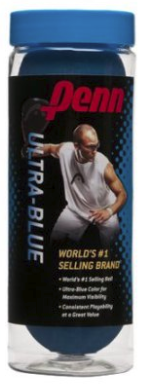 Penn
ULTRA-BLUE
WORLD'S #1
SELLING BRAND
• World's #1 Selling Ball
• Ultra-Blue Color for
Maximum Visibility
• Consistent Playability
at a Great Value